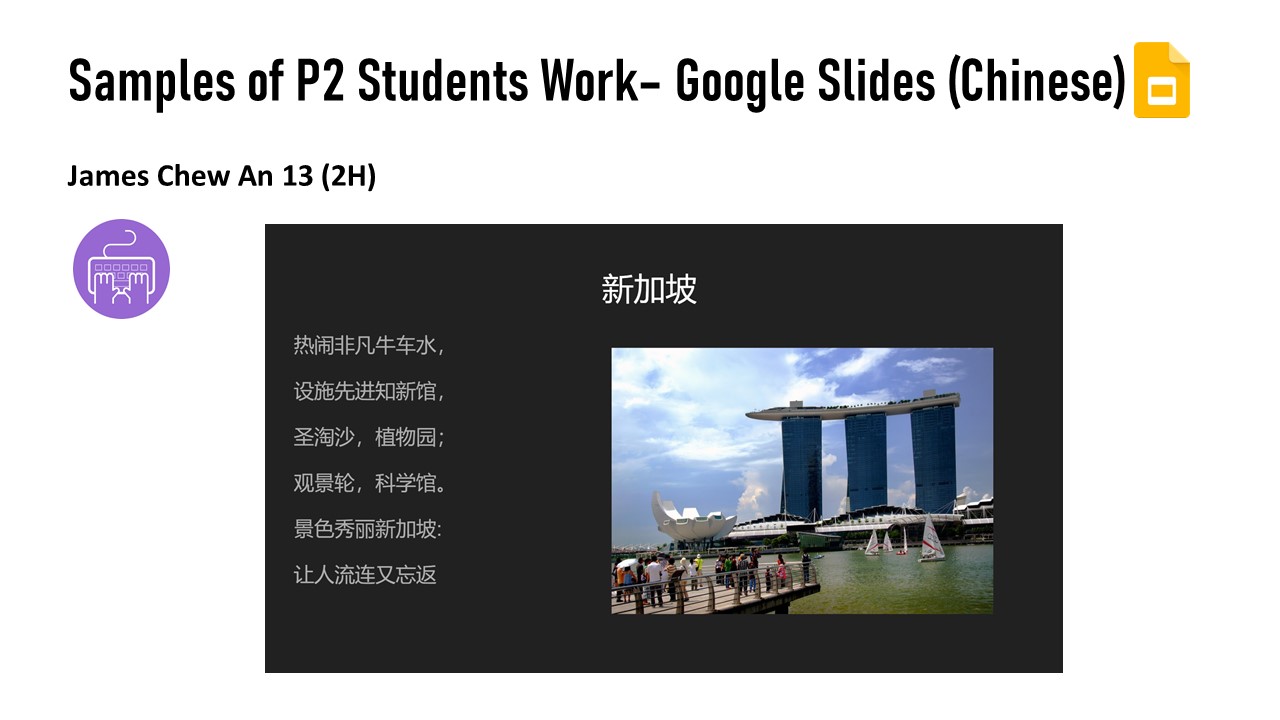 Samples of P2 Students Work– Google Slides (Chinese)
James Chew An 13 (2H)
新加坡
热闹非凡牛车水，
设施先进知新馆，
圣淘沙，植物园；
观景轮，科学馆。
景色秀丽新加坡:
让人流连又忘返